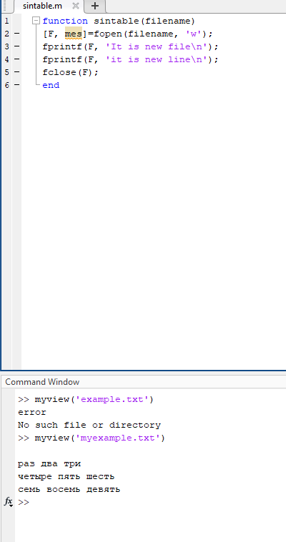 sintable.m
1 function sintable(filename)
2 [F, mes]=fopen(filename, 'w');
3 fprintf(F, 'It is new file\n');
4 fprintf(F, 'it is new line\n');
5 fclose(F);
6 end
Command Window
>> myview('example.txt')
error
No such file or directory
>> myview('myexample.txt')
раз два три
четыре пять шесть
семь восемь девять
fx >>